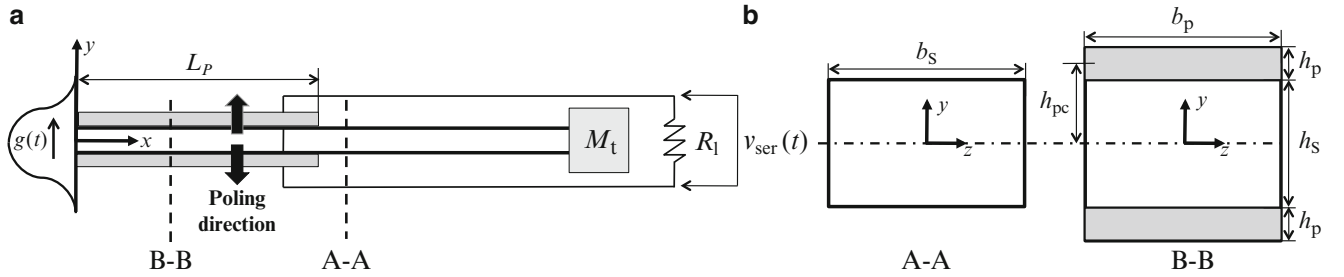 a
y
L_P
g(t)
x
Poling
direction
M_t
R_l
v_ser(t)
B-B
A-A
b
b_S
y
z
A-A
b_p
h_p
h_pc
y
z
h_S
h_p
B-B